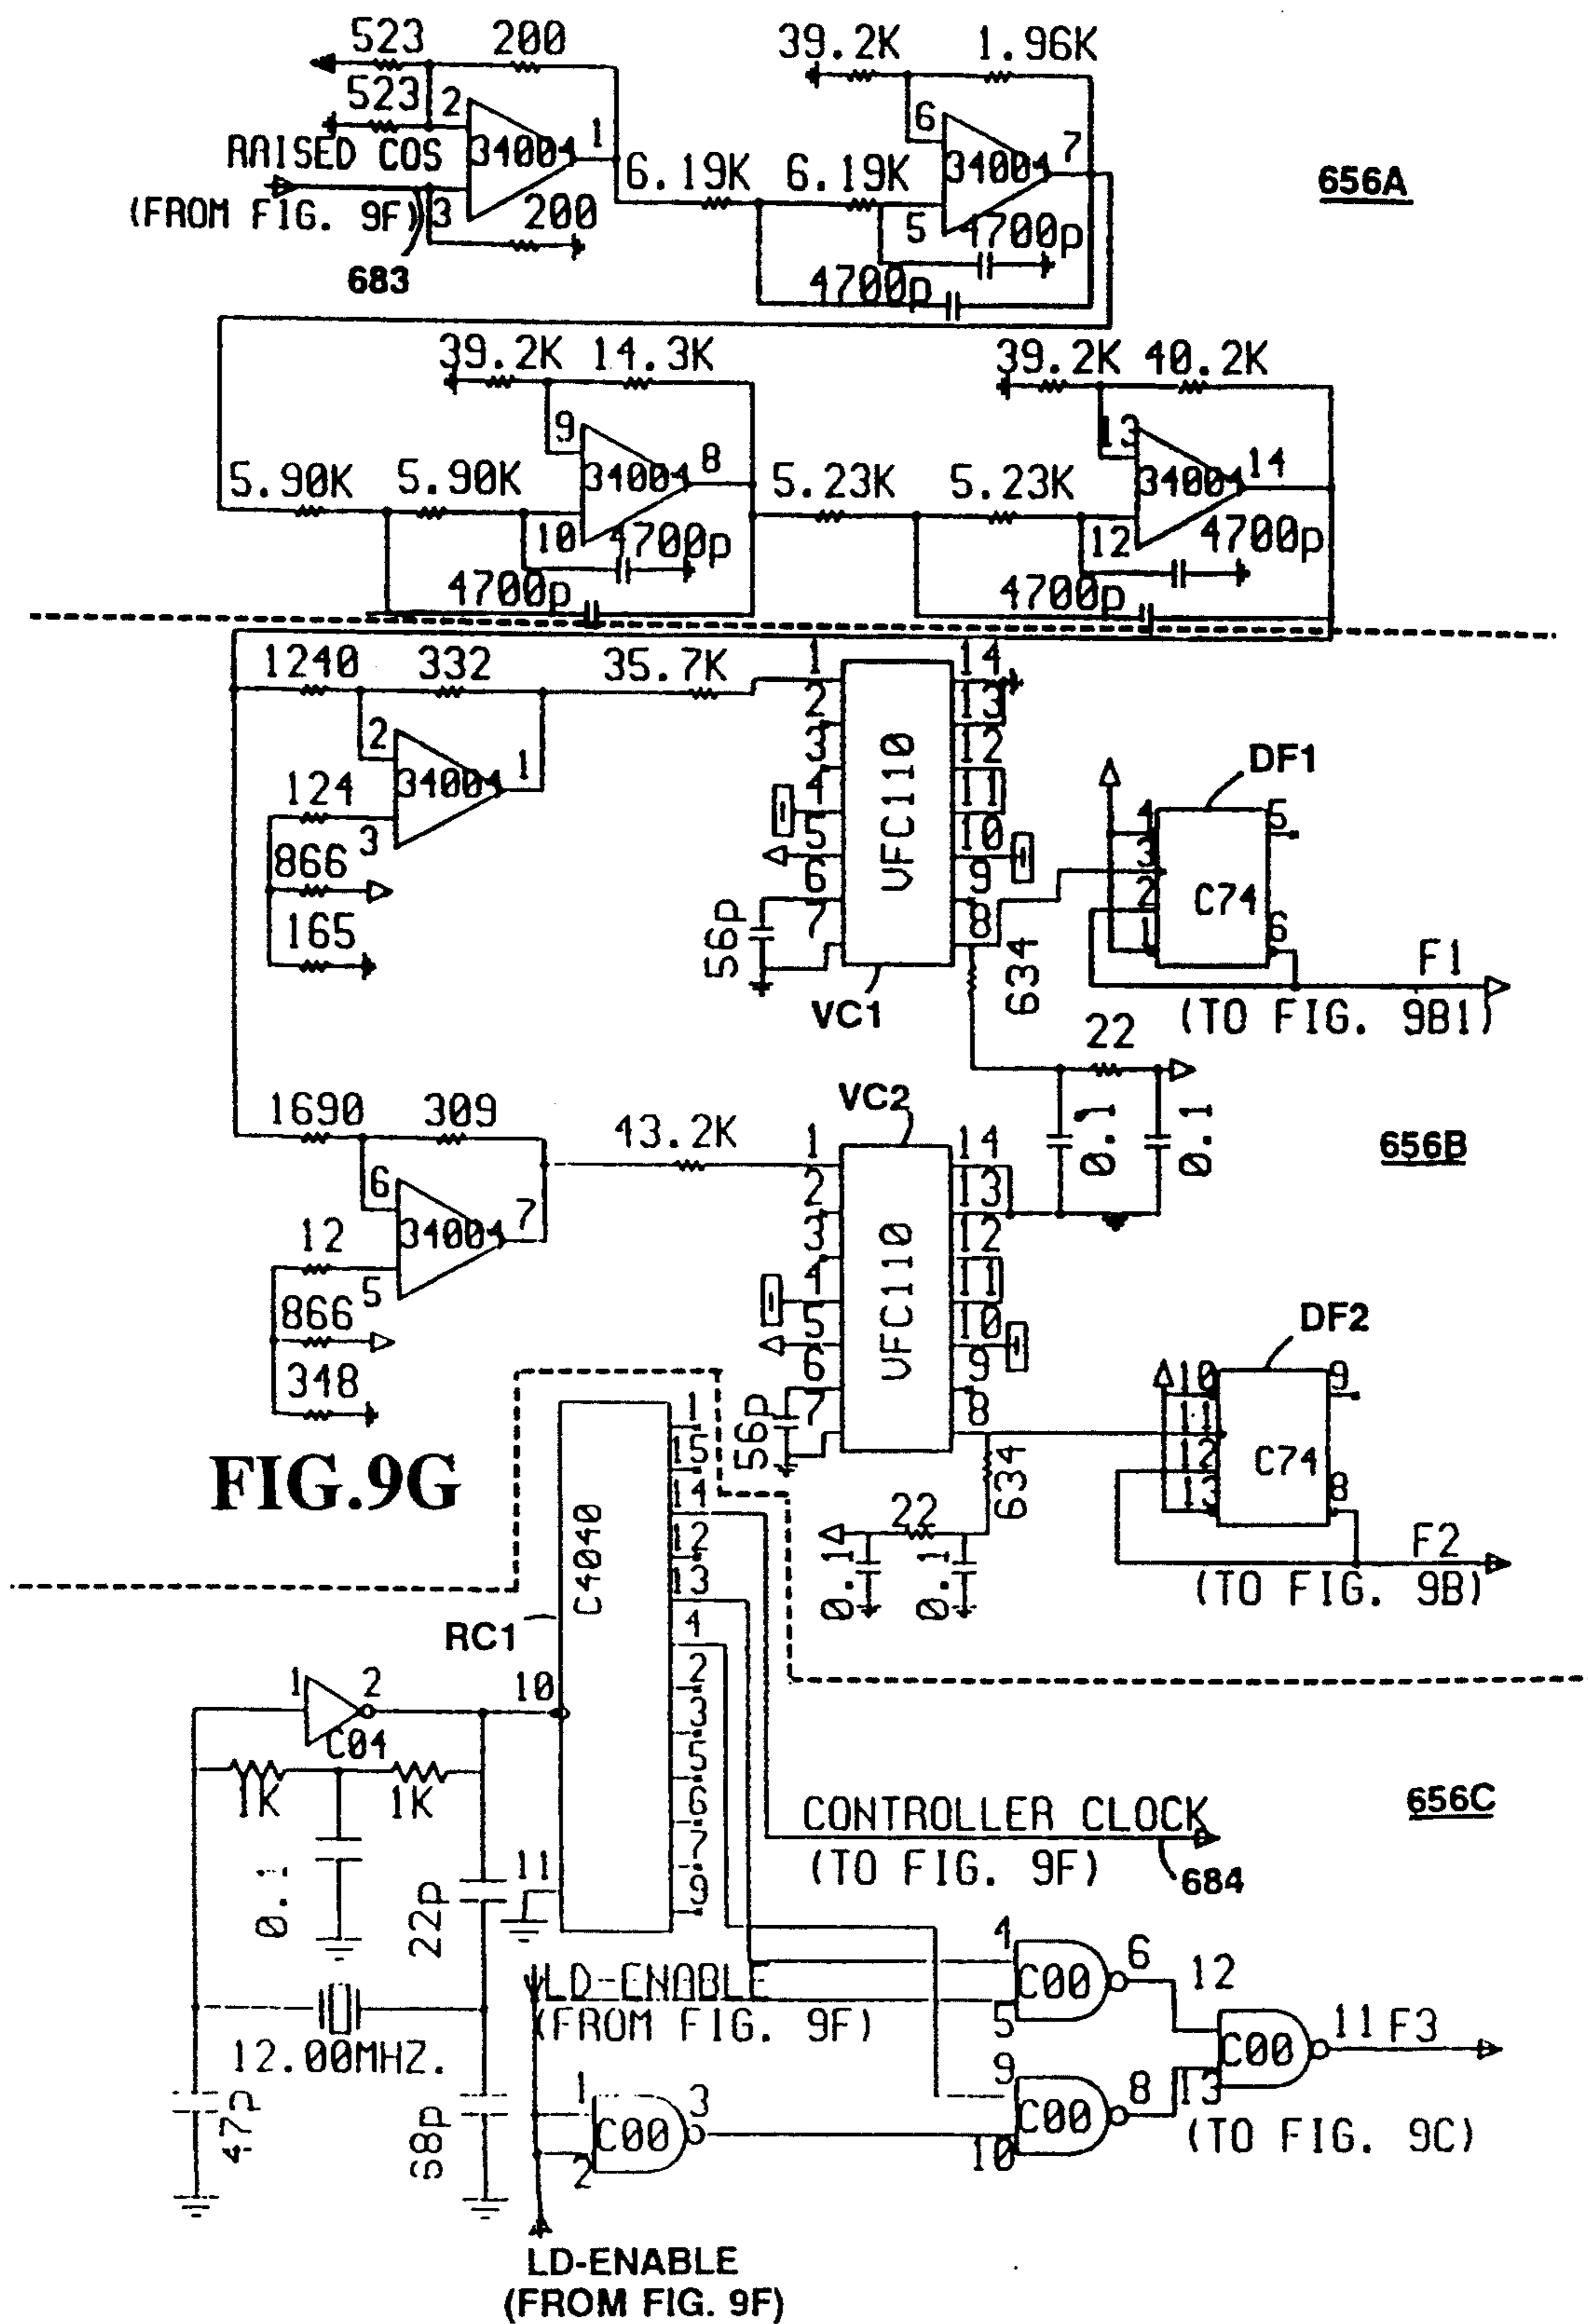 523 200
39.2K 1.96K
523 2
RAISED COS
34004 1
(FROM FIG. 9F)
3 200
683
6 34004 7
6.19K 6.19K
5 4700p
4700p
656A
39.2K 14.3K
39.2K 40.2K
9 34004 8
13 34004 14
5.90K 5.90K
5.23K 5.23K
10 4700p
12 4700p
4700p
4700p
1240 332 35.7K
2 34004 1
124 3
866
165
1 14
2 13
3 12
4 11
5 10
6 9
7 8
VFC110
56p
VC1
634
DF1
4 5
3
2
1 6
C74
F1
(TO FIG. 9B1)
22
0.1 0.1
656B
1690 309 43.2K
6 34004 7
12 5
866
348
VC2
1 14
2 13
3 12
4 11
5 10
6 9
7 8
VFC110
56p
634
22
0.1 0.1
DF2
10 9
11
12
13 8
C74
F2
(TO FIG. 9B)
FIG.9G
C4040
1
15
14
12
13
4
2
3
5
6
7
9
RC1
10
11
1 2
C04
1K 1K
0.1
22p
12.00MHZ.
47p
68p
CONTROLLER CLOCK
(TO FIG. 9F)
684
656C
LD-ENABLE
(FROM FIG. 9F)
4 C00 6
5
12
C00 11 F3
13
9 C00 8
10
(TO FIG. 9C)
1 C00 3
2
LD-ENABLE
(FROM FIG. 9F)